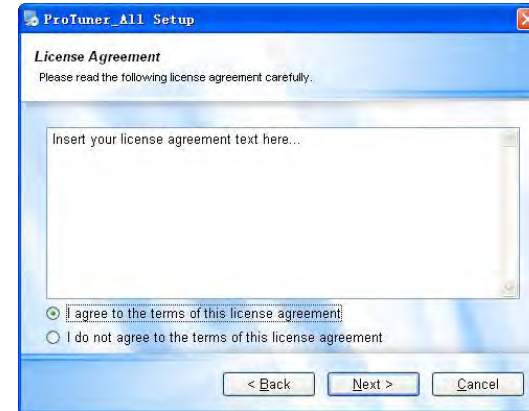 ProTuner_All Setup
License Agreement
Please read the following license agreement carefully.
Insert your license agreement text here...
I agree to the terms of this license agreement
I do not agree to the terms of this license agreement
< Back
Next >
Cancel